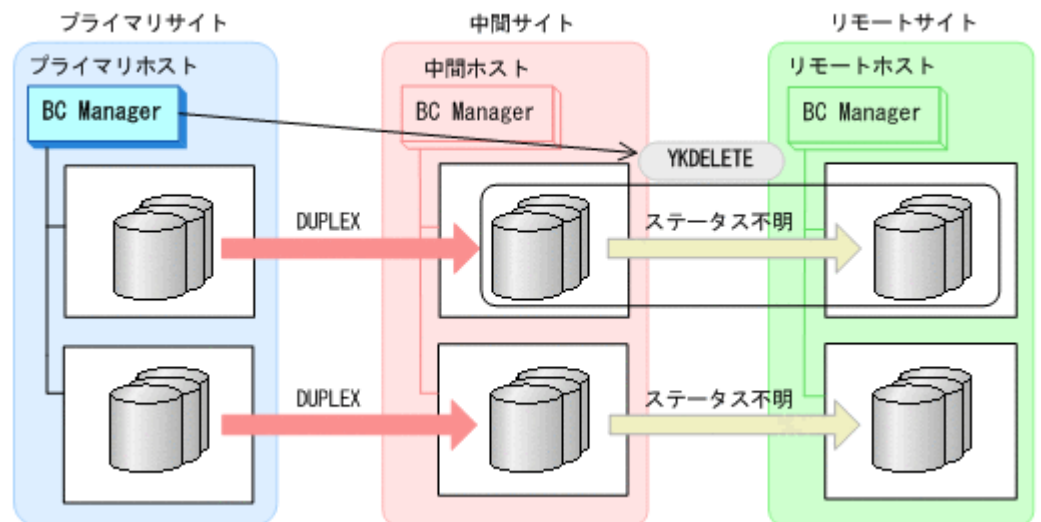 プライマリサイト
中間サイト
リモートサイト
プライマリホスト
中間ホスト
リモートホスト
BC Manager
BC Manager
BC Manager
YKDELETE
DUPLEX
ステータス不明
DUPLEX
ステータス不明